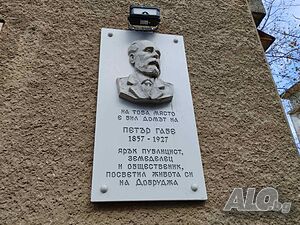 НА ТОВА МЯСТО
Е БИЛ ДОМЪТ НА
ПЕТЪР ГАБЕ
1857 - 1927
ЯРЪК ПУБЛИЦИСТ,
ЗЕМЕДЕЛЕЦ
И ОБЩЕСТВЕНИК,
ПОСВЕТИЛ ЖИВОТА СИ
НА ДОБРУДЖА
ALO.bg